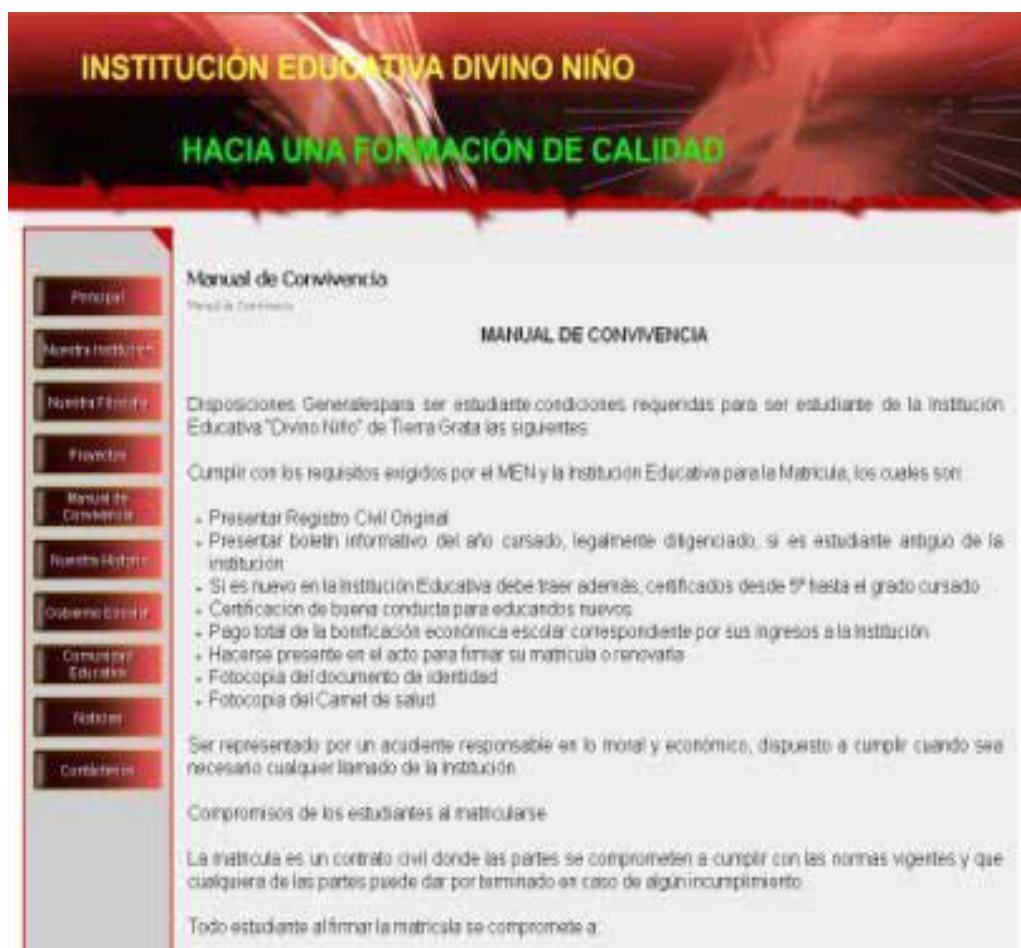 INSTITUCIÓN EDUCATIVA DIVINO NIÑO
HACIA UNA FORMACIÓN DE CALIDAD
Principal
Nuestra Institución
Nuestra Filosofía
Proyectos
Manual de
Convivencia
Nuestra Historia
Gobierno Escolar
Comunidad
Educativa
Noticias
Contáctenos
Manual de Convivencia
Manual de Convivencia
MANUAL DE CONVIVENCIA
Disposiciones Generalespara ser estudiante.condiciones requeridas para ser estudiante de la Institución
Educativa "Divino Niño" de Tierra Grata las siguientes:
Cumplir con los requisitos exigidos por el MEN y la Institución Educativa para la Matricula, los cuales son:
Presentar Registro Civil Original
Presentar boletín informativo del año cursado, legalmente diligenciado, si es estudiante antiguo de la
institución
Si es nuevo en la Institución Educativa debe traer además, certificados desde 5º hasta el grado cursado
Certificación de buena conducta para educandos nuevos
Pago total de la bonificación económica escolar correspondiente por sus ingresos a la Institución
Hacerse presente en el acto para firmar su matricula o renovarla
Fotocopia del documento de identidad
Fotocopia del Carnet de salud
Ser representado por un acudiente responsable en lo moral y económico, dispuesto a cumplir cuando sea
necesario cualquier llamado de la institución
Compromisos de los estudiantes al matricularse
La matricula es un contrato civil donde las partes se comprometen a cumplir con las normas vigentes y que
cualquiera de las partes puede dar por terminado en caso de algún incumplimiento
Todo estudiante al firmar la matricula se compromete a: